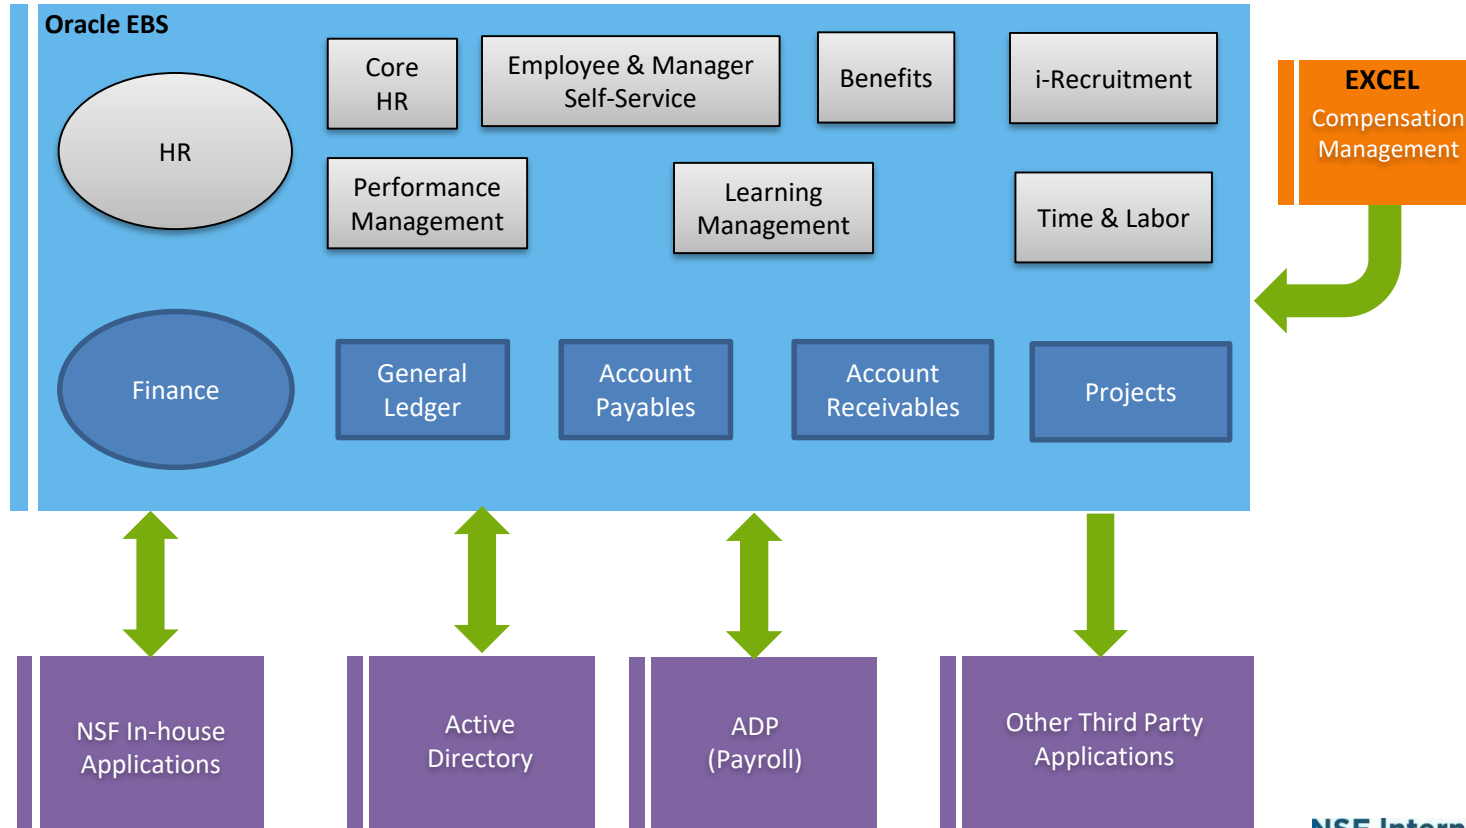 Oracle EBS
HR
Core
HR
Employee & Manager
Self-Service
Benefits
i-Recruitment
EXCEL
Compensation
Management
Performance
Management
Learning
Management
Time & Labor
Finance
General
Ledger
Account
Payables
Account
Receivables
Projects
NSF In-house
Applications
Active
Directory
ADP
(Payroll)
Other Third Party
Applications
NSF Intern